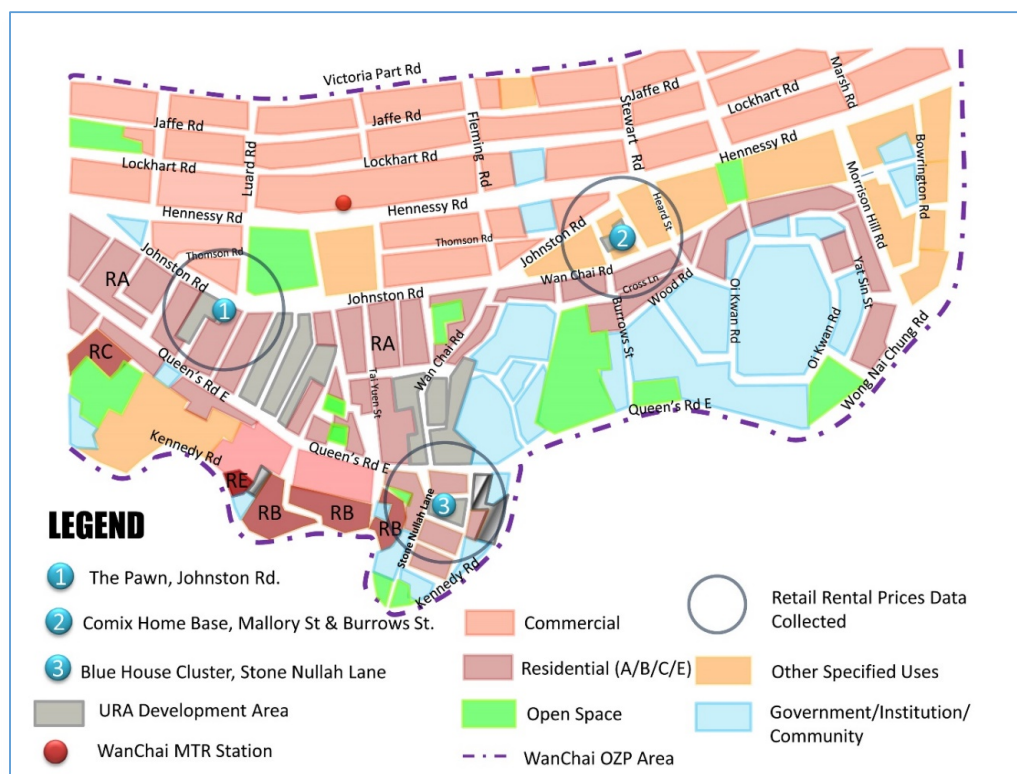 Victoria Part Rd
Jaffe Rd
Jaffe Rd
Jaffe Rd
Marsh Rd
Lockhart Rd
Lockhart Rd
Lockhart Rd
Luard Rd
Fleming Rd
Stewart Rd
Hennessy Rd
Hennessy Rd
Hennessy Rd
Morrison Hill Rd
Bowrington Rd
Johnston Rd
Thomson Rd
Thomson Rd
Johnston Rd
Heard St
2
Johnston Rd
Wan Chai Rd
Cross Ln
Wood Rd
Burrows St
Oi Kwan Rd
Oi Kwan Rd
Yat Sin St
Wong Nai Chung Rd
RA
1
RA
RC
Queen's Rd E
Tai Yuen St
Wan Chai Rd
Queen's Rd E
Kennedy Rd
Queen's Rd E
RE
RB
RB
RB
3
Stone Nullah Lane
Kennedy Rd
LEGEND
1 The Pawn, Johnston Rd.
2 Comix Home Base, Mallory St & Burrows St.
3 Blue House Cluster, Stone Nullah Lane
URA Development Area
WanChai MTR Station
Commercial
Residential (A/B/C/E)
Open Space
WanChai OZP Area
Retail Rental Prices Data
Collected
Other Specified Uses
Government/Institution/
Community